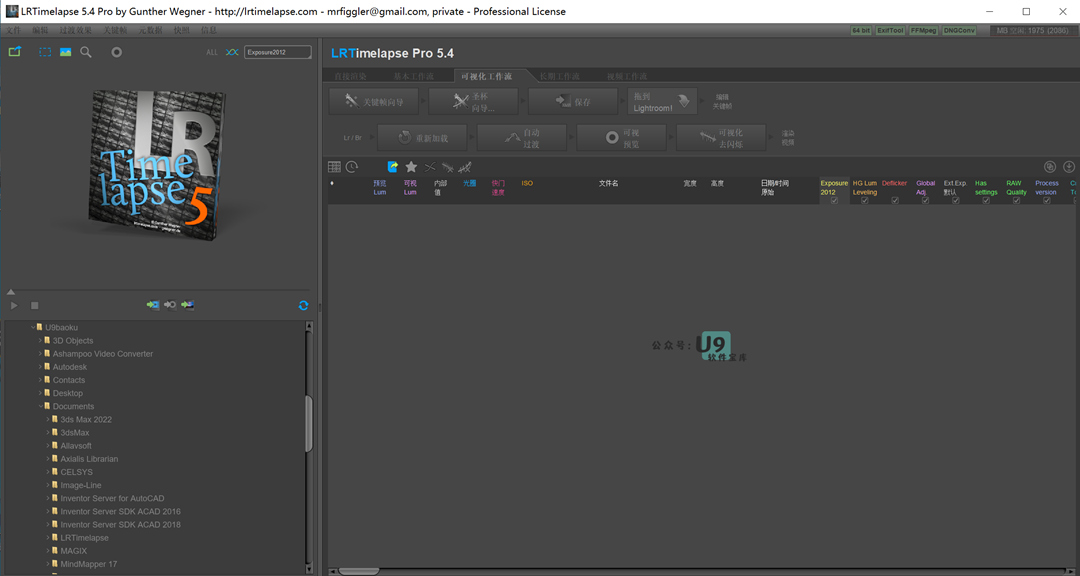 LRTimelapse 5.4 Pro by Gunther Wegner - http://lrtimelapse.com - mrfiggler@gmail.com, private - Professional License
文件 编辑 过渡效果 关键帧 元数据 快照 信息
64 bit ExifTool FFMpeg DNGConv
MB 空闲: 1975 (2080)
ALL Exposure2012
LRTimelapse Pro 5.4
直接渲染 基本工作流 可视化工作流 长期工作流 视频工作流
关键帧向导 圣杯 向导... 保存 拖到 Lightroom! 编辑 关键帧
Lr / Br 重新加载 自动 过渡 可视 预览 可视化 去闪烁 渲染 视频
预览 Lum 可视 Lum 内部 值 光圈 快门 速度 ISO 文件名 宽度 高度 日期/时间 原始 Exposure 2012 HG Lum Leveling Deflicker Global Adj. Ext.Exp 默认 Has settings RAW Quality Process version
LR
Time
lapse
5
© Gunther Wegner
公众号: U9
软件宝库
U9baoku
3D Objects
Ashampoo Video Converter
Autodesk
Contacts
Desktop
Documents
3ds Max 2022
3dsMax
Allavsoft
Axialis Librarian
CELSYS
Image-Line
Inventor Server for AutoCAD
Inventor Server SDK ACAD 2016
Inventor Server SDK ACAD 2018
LRTimelapse
MAGIX
MindMapper 17